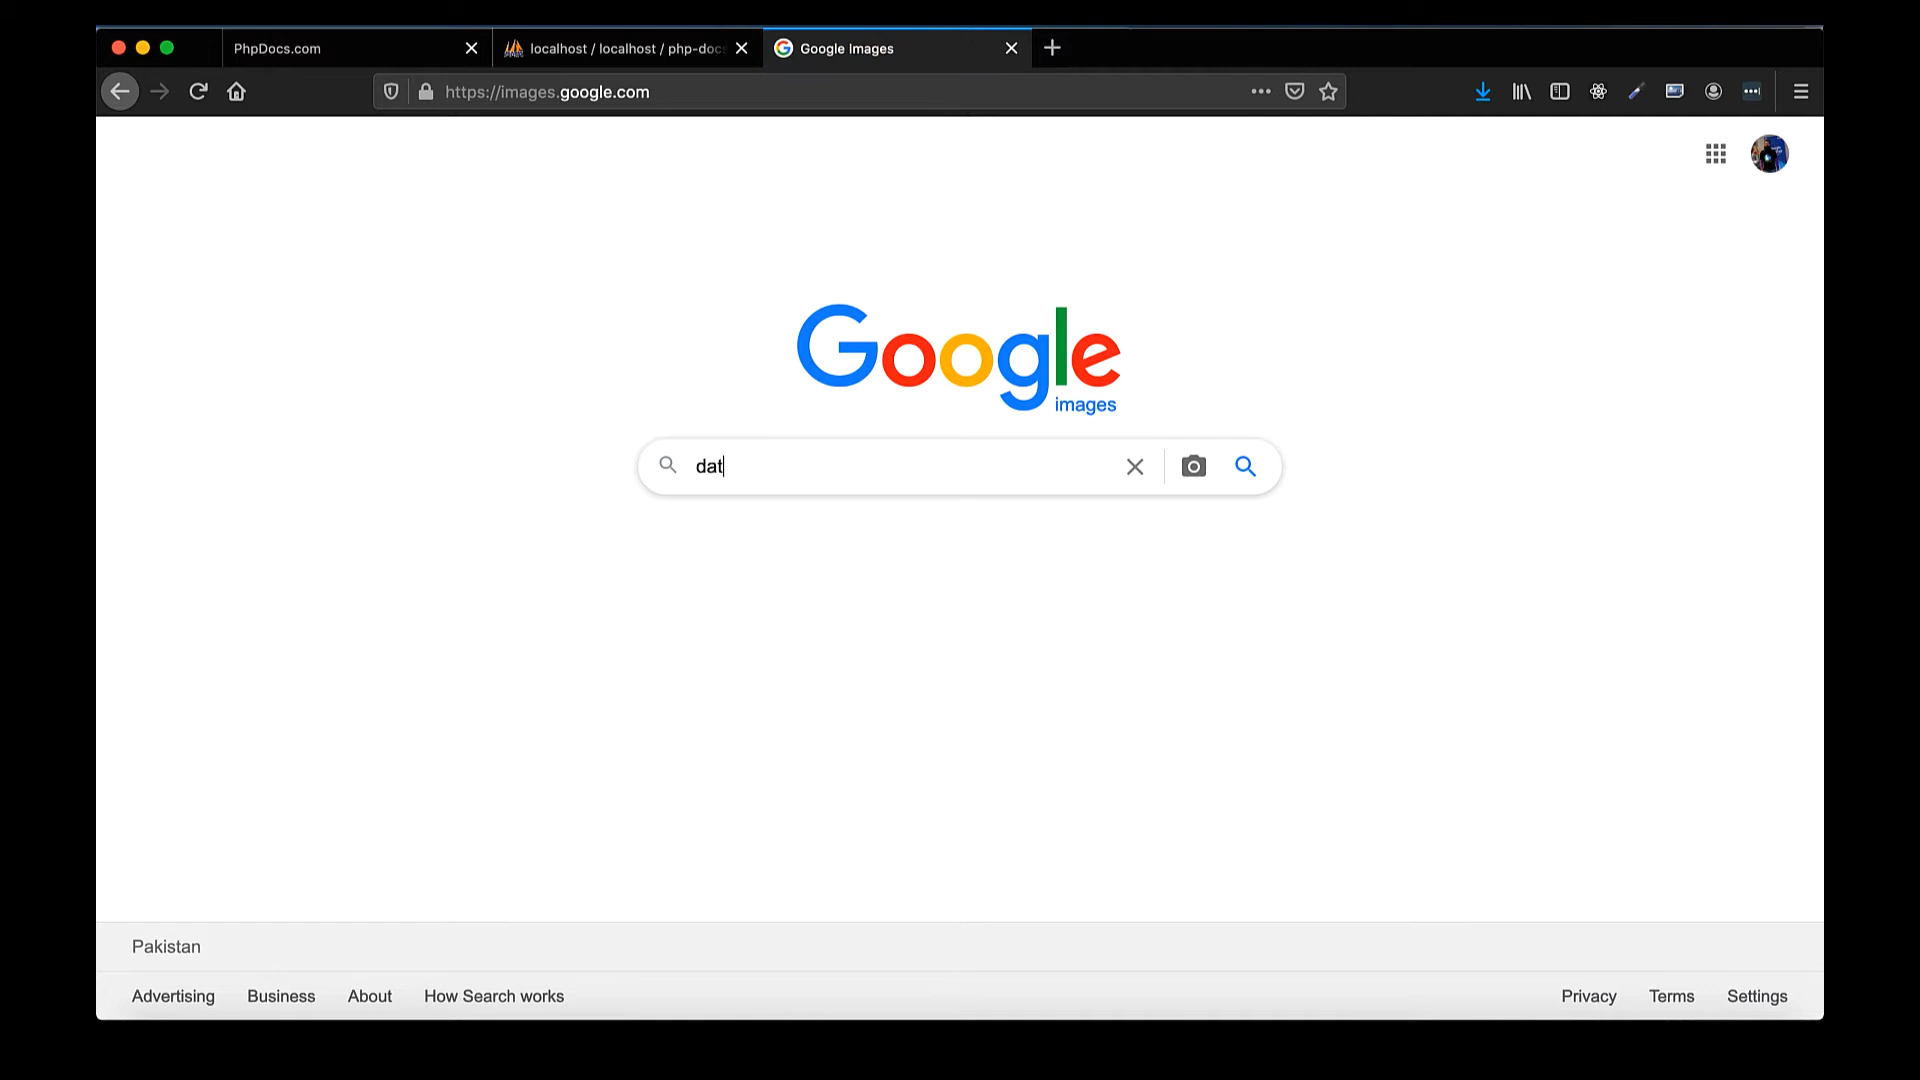 PhpDocs.com
localhost / localhost / php-doc
Google Images
https://images.google.com
Google
images
dat
Pakistan
Advertising Business About How Search works
Privacy Terms Settings